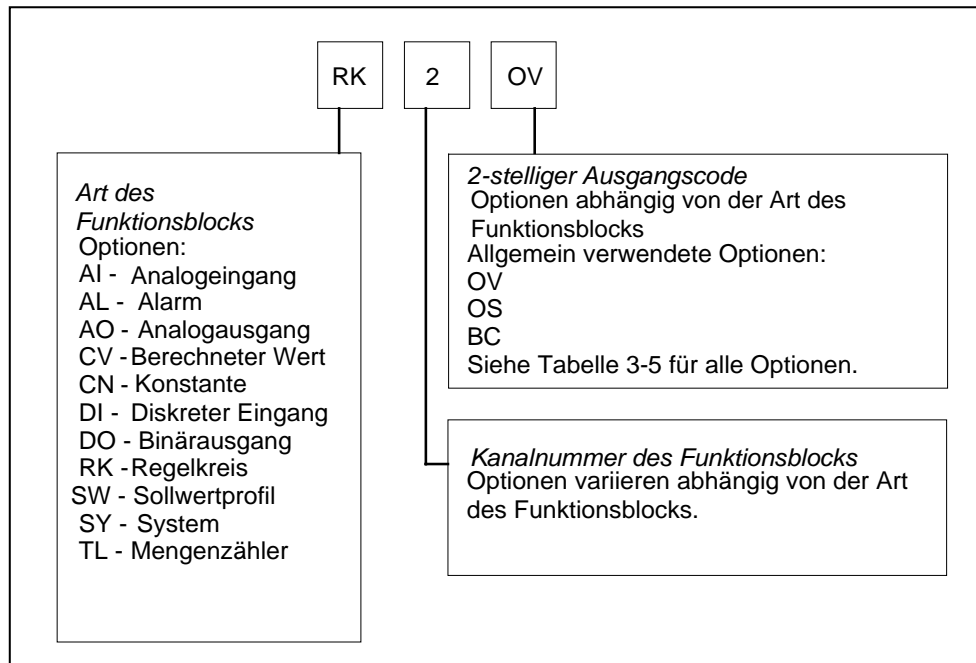 RK 2 OV
Art des
Funktionsblocks
Optionen:
AI - Analogeingang
AL - Alarm
AO - Analogausgang
CV - Berechneter Wert
CN - Konstante
DI - Diskreter Eingang
DO - Binärausgang
RK - Regelkreis
SW - Sollwertprofil
SY - System
TL - Mengenzähler
2-stelliger Ausgangscode
Optionen abhängig von der Art des
Funktionsblocks
Allgemein verwendete Optionen:
OV
OS
BC
Siehe Tabelle 3-5 für alle Optionen.
Kanalnummer des Funktionsblocks
Optionen variieren abhängig von der Art
des Funktionsblocks.